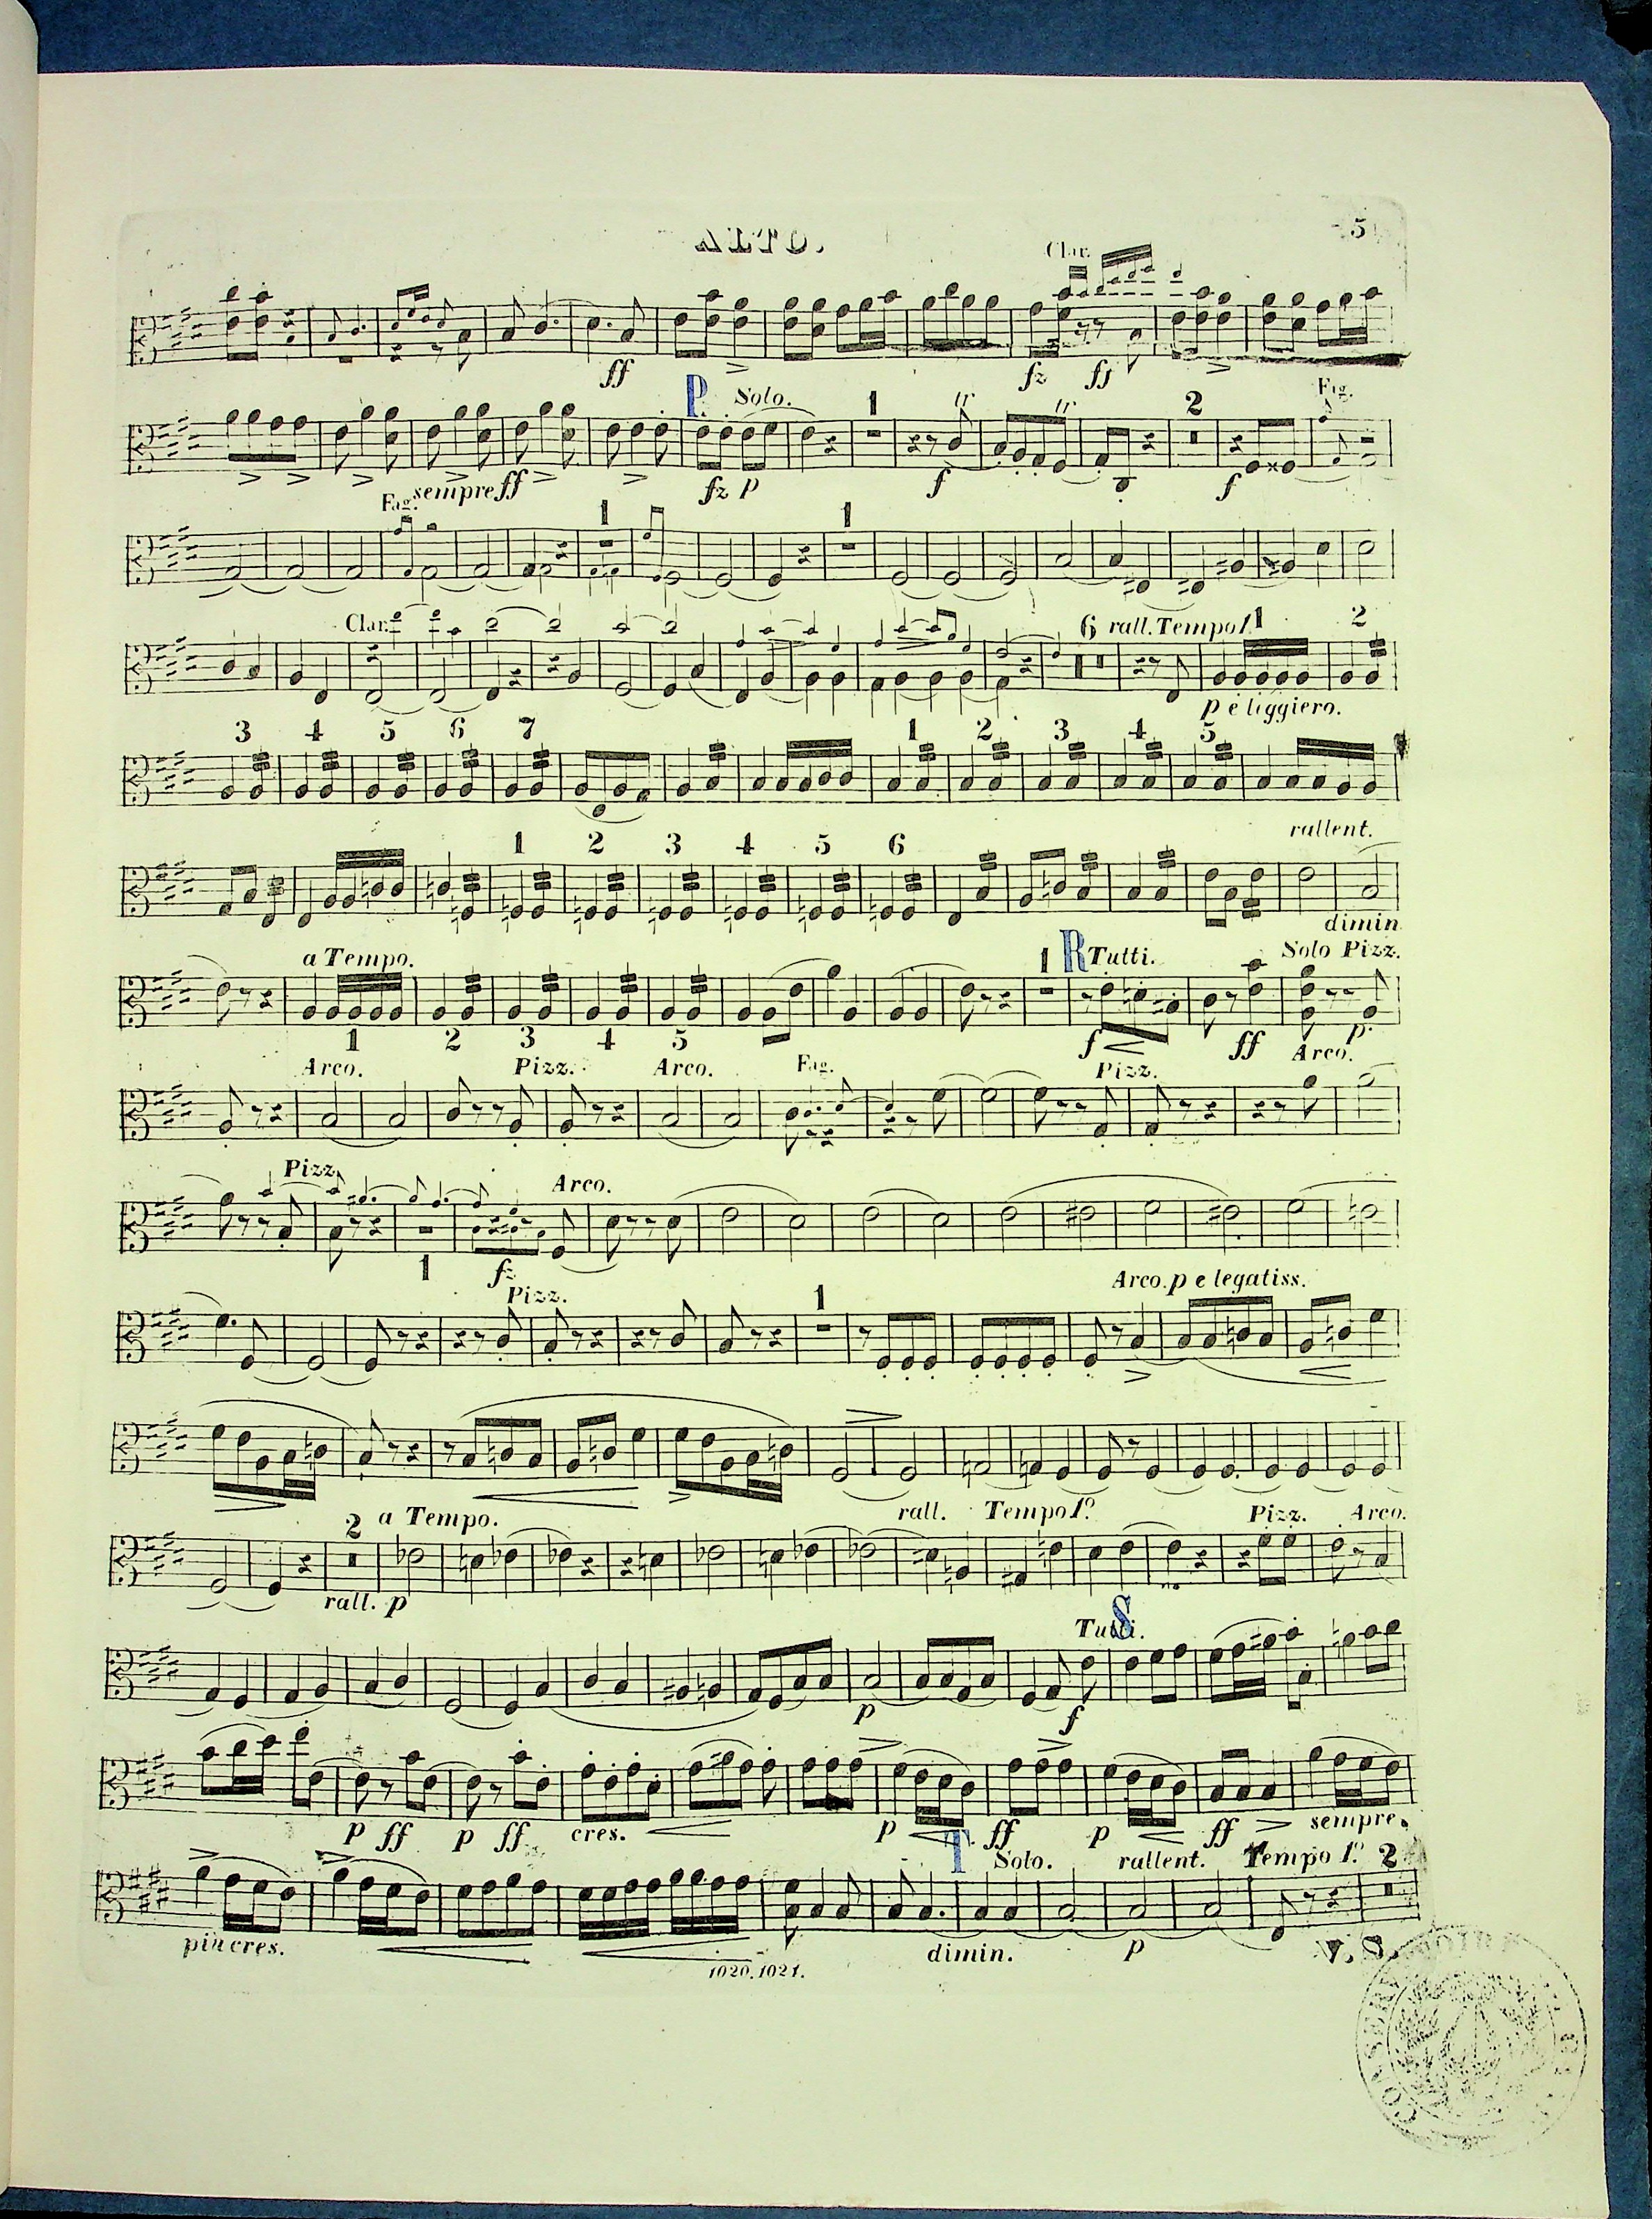 ALTO.
5
Clar.
ff
fz
ff
P.
Solo.
1
tr
tr
2
Fag.
sempre ff
fz
p
f
f
Fag.
1
1
Clar.
6
rall.
Tempo 1
1
2
p e leggiero.
3
4
5
6
7
1
2
3
4
5
rallent.
1
2
3
4
5
6
dimin
a Tempo.
1
R
Tutti.
Solo Pizz.
1
2
3
4
5
f
ff
Arco.
p
Arco.
Pizz.
Arco.
Fag.
Pizz.
Pizz
Arco.
1
fz
Pizz.
1
Arco. p e legatiss.
rall.
Tempo 1º
2
a Tempo.
Pizz.
Arco.
rall.
p
Tutti.
S
p
f
p
ff
p
ff
cres.
p
ff
p
ff
sempre
T
Solo.
rallent.
Tempo 1º
2
più cres.
dimin.
p
V. S.
1020.1021.